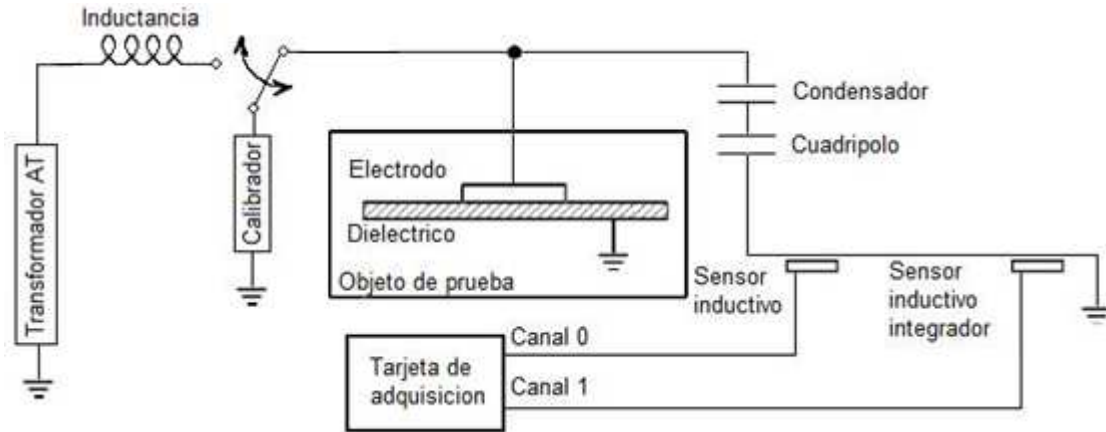 Inductancia
Transformador AT
Calibrador
Condensador
Cuadripolo
Electrodo
Dielectrico
Objeto de prueba
Sensor
inductivo
Sensor
inductivo
integrador
Canal 0
Tarjeta de
adquisicion
Canal 1